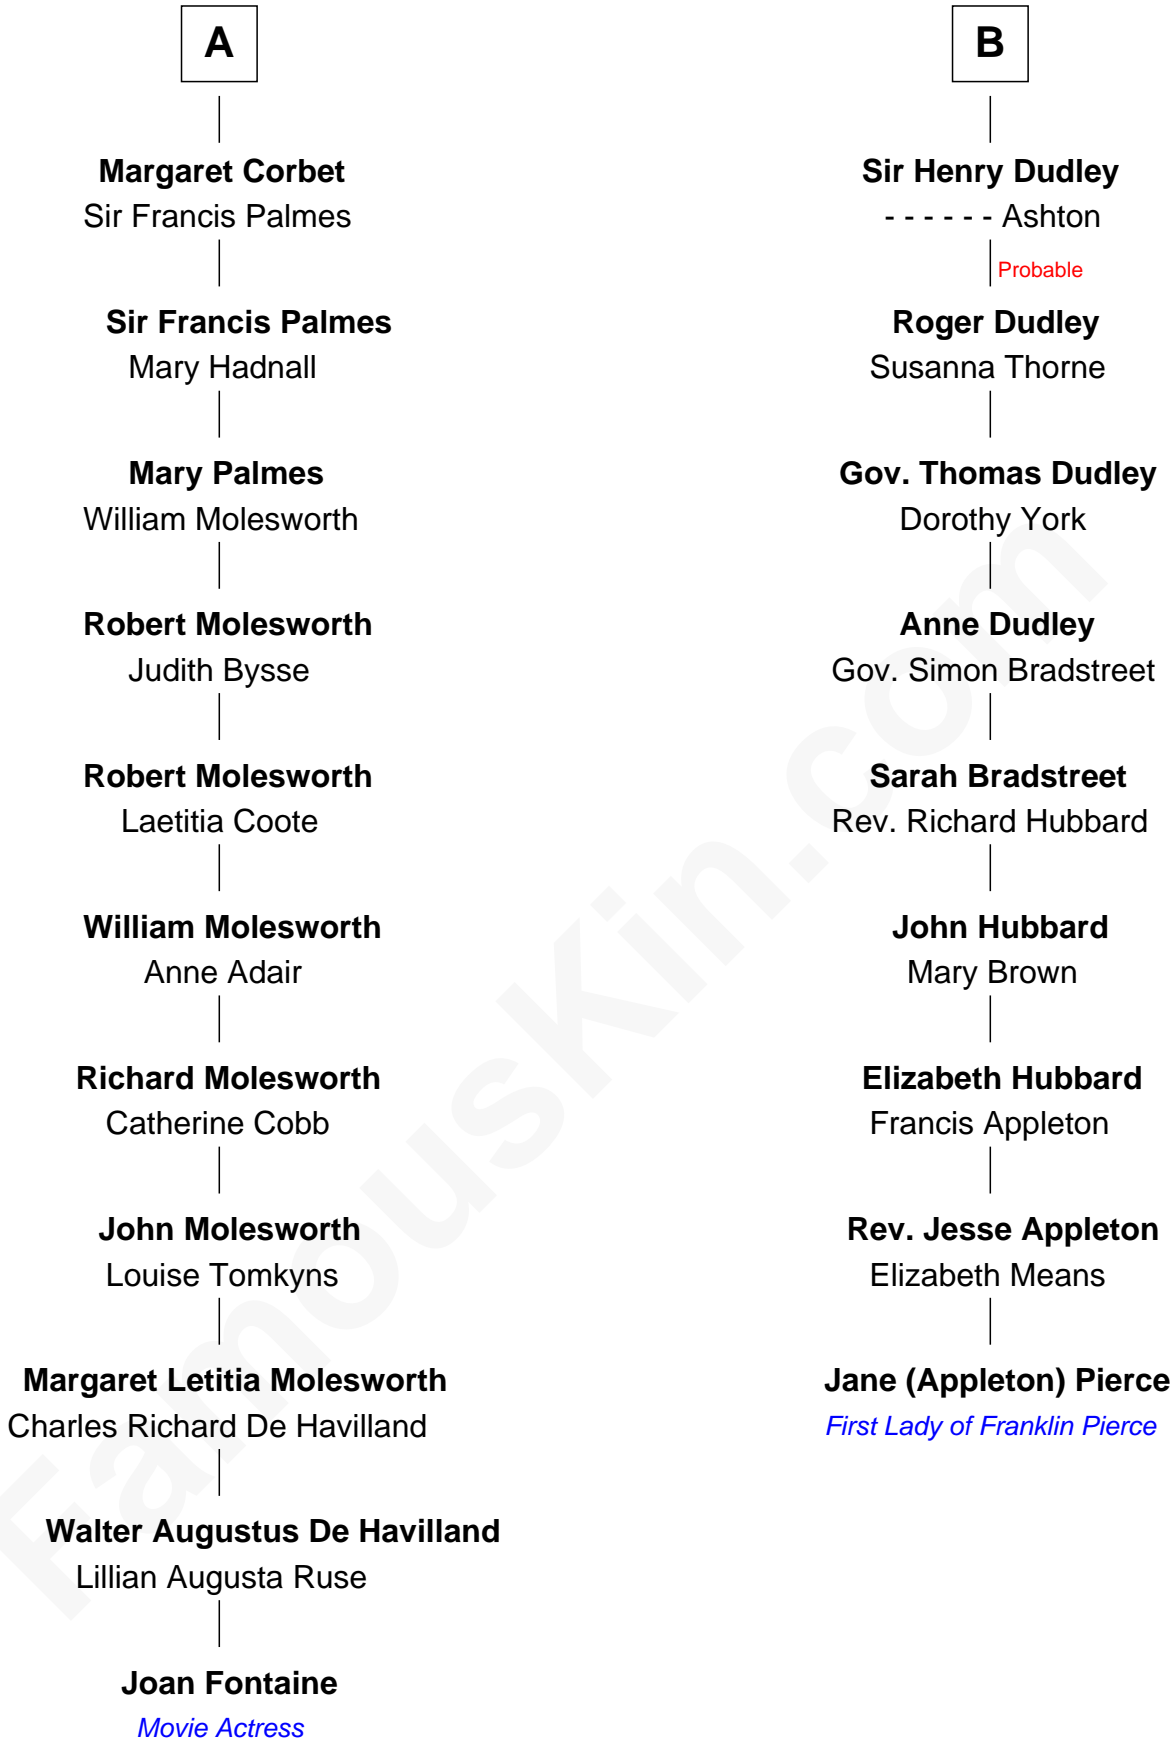 A
Margaret Corbet
Sir Francis Palmes
Sir Francis Palmes
Mary Hadnall
Mary Palmes
William Molesworth
Robert Molesworth
Judith Bysse
Robert Molesworth
Laetitia Coote
William Molesworth
Anne Adair
Richard Molesworth
Catherine Cobb
John Molesworth
Louise Tomkyns
Margaret Letitia Molesworth
Charles Richard De Havilland
Walter Augustus De Havilland
Lillian Augusta Ruse
Joan Fontaine
Movie Actress
B
Sir Henry Dudley
- - - - - - Ashton
Probable
Roger Dudley
Susanna Thorne
Gov. Thomas Dudley
Dorothy York
Anne Dudley
Gov. Simon Bradstreet
Sarah Bradstreet
Rev. Richard Hubbard
John Hubbard
Mary Brown
Elizabeth Hubbard
Francis Appleton
Rev. Jesse Appleton
Elizabeth Means
Jane (Appleton) Pierce
First Lady of Franklin Pierce
FamousKin.com